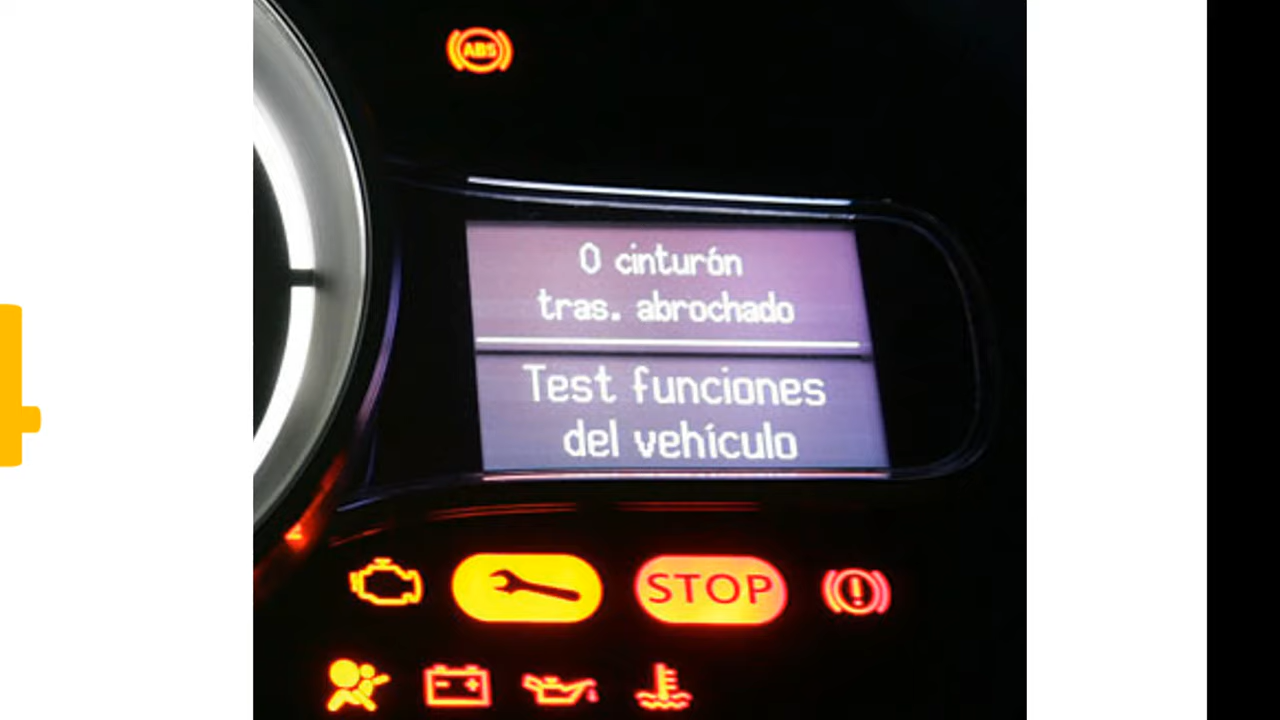 ABS
0 cinturón
tras. abrochado
Test funciones
del vehículo
STOP